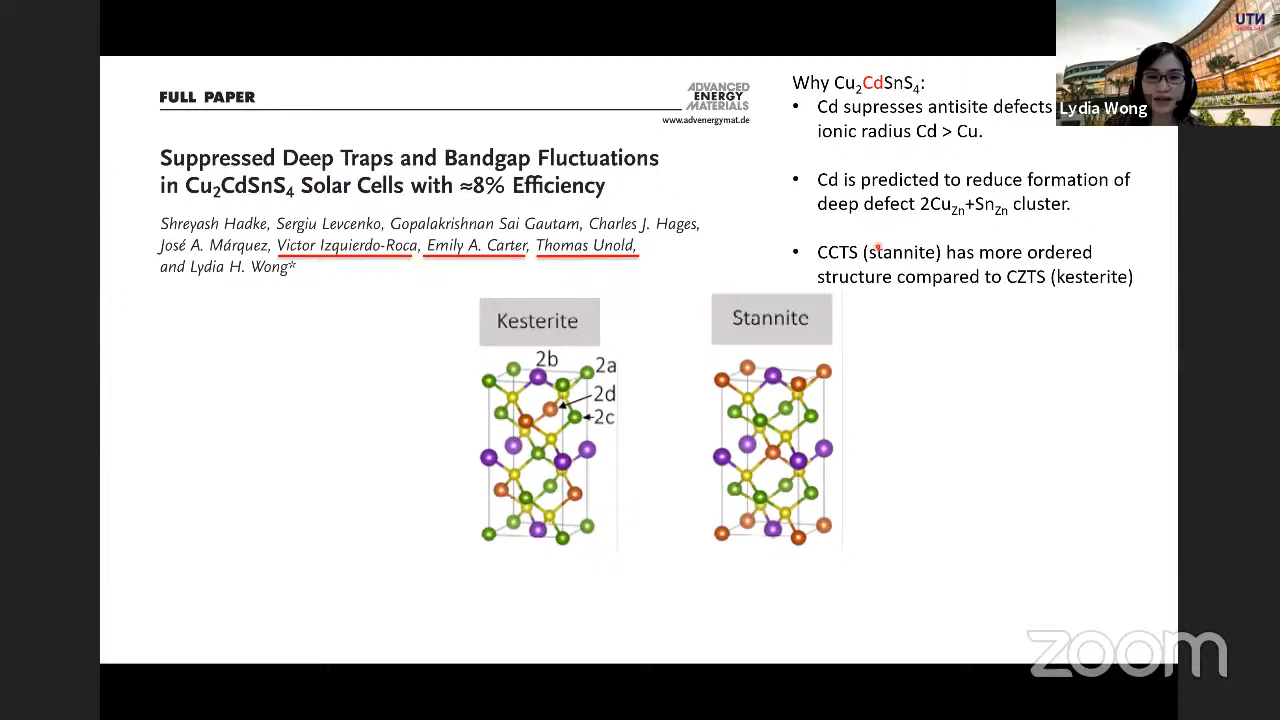 FULL PAPER
ADVANCED
ENERGY
MATERIALS
www.advenergymat.de
Suppressed Deep Traps and Bandgap Fluctuations
in Cu2CdSnS4 Solar Cells with ≈8% Efficiency
Shreyash Hadke, Sergiu Levcenko, Gopalakrishnan Sai Gautam, Charles J. Hages,
José A. Márquez, Victor Izquierdo-Roca, Emily A. Carter, Thomas Unold,
and Lydia H. Wong*
Why Cu2CdSnS4:
• Cd supresses antisite defects
ionic radius Cd > Cu.
• Cd is predicted to reduce formation of
deep defect 2CuZn+SnZn cluster.
• CCTS (stannite) has more ordered
structure compared to CZTS (kesterite)
Kesterite
2b
2a
2d
2c
Stannite
NTU
Lydia Wong
zoom